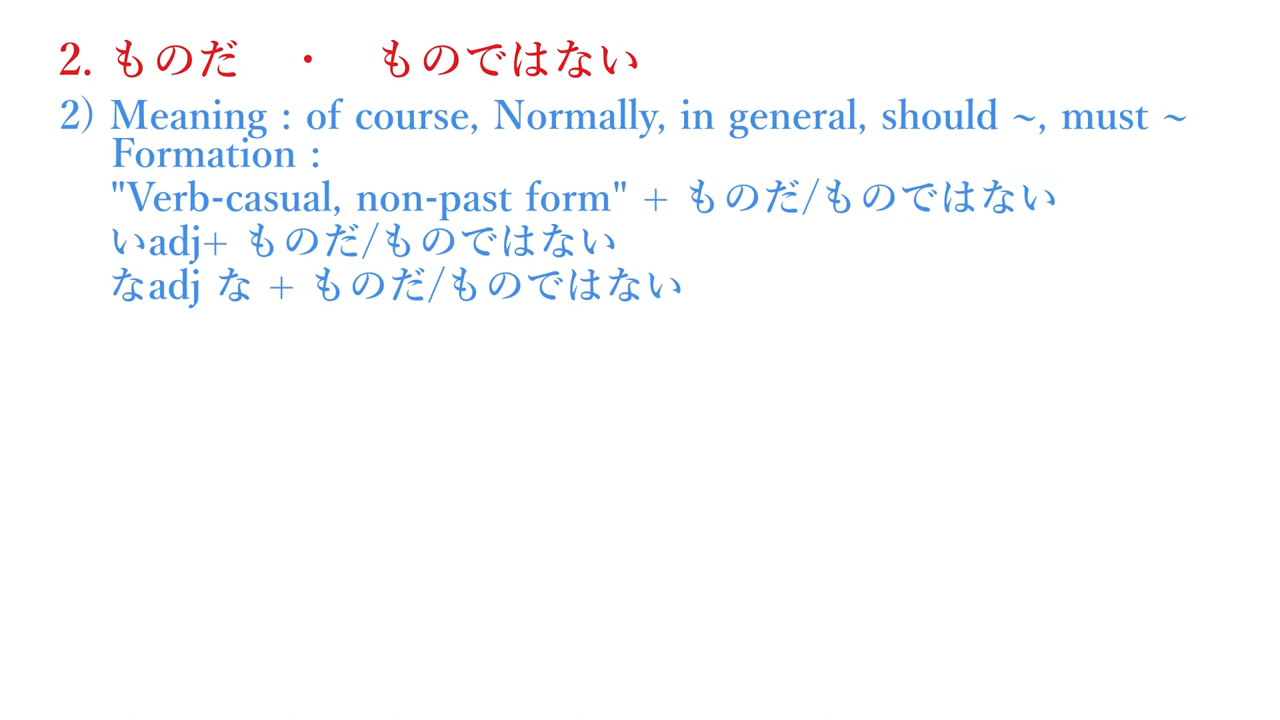 2. ものだ　・　ものではない
2) Meaning : of course, Normally, in general, should ~, must ~
Formation :
"Verb-casual, non-past form" + ものだ/ものではない
いadj+ ものだ/ものではない
なadj な + ものだ/ものではない